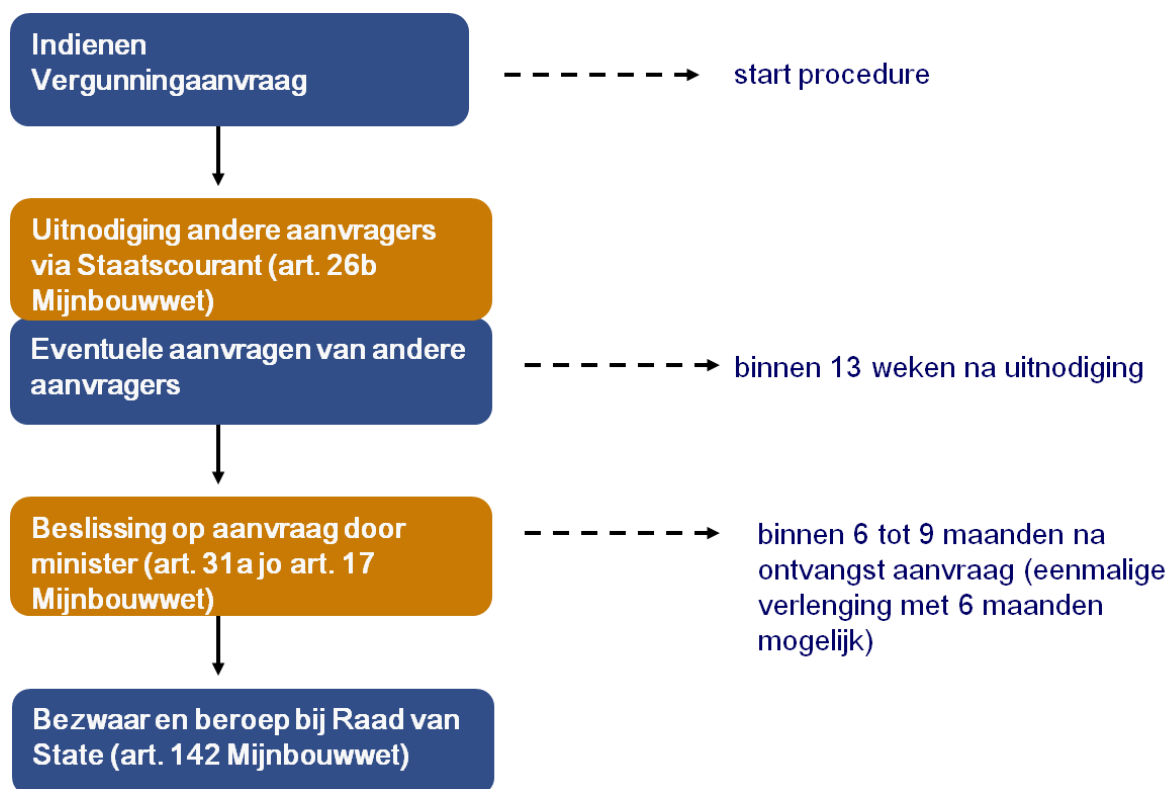 Indienen
Vergunningaanvraag
start procedure
Uitnodiging andere aanvragers
via Staatscourant (art. 26b
Mijnbouwwet)
Eventuele aanvragen van andere
aanvragers
binnen 13 weken na uitnodiging
Beslissing op aanvraag door
minister (art. 31a jo art. 17
Mijnbouwwet)
binnen 6 tot 9 maanden na
ontvangst aanvraag (eenmalige
verlenging met 6 maanden
mogelijk)
Bezwaar en beroep bij Raad van
State (art. 142 Mijnbouwwet)